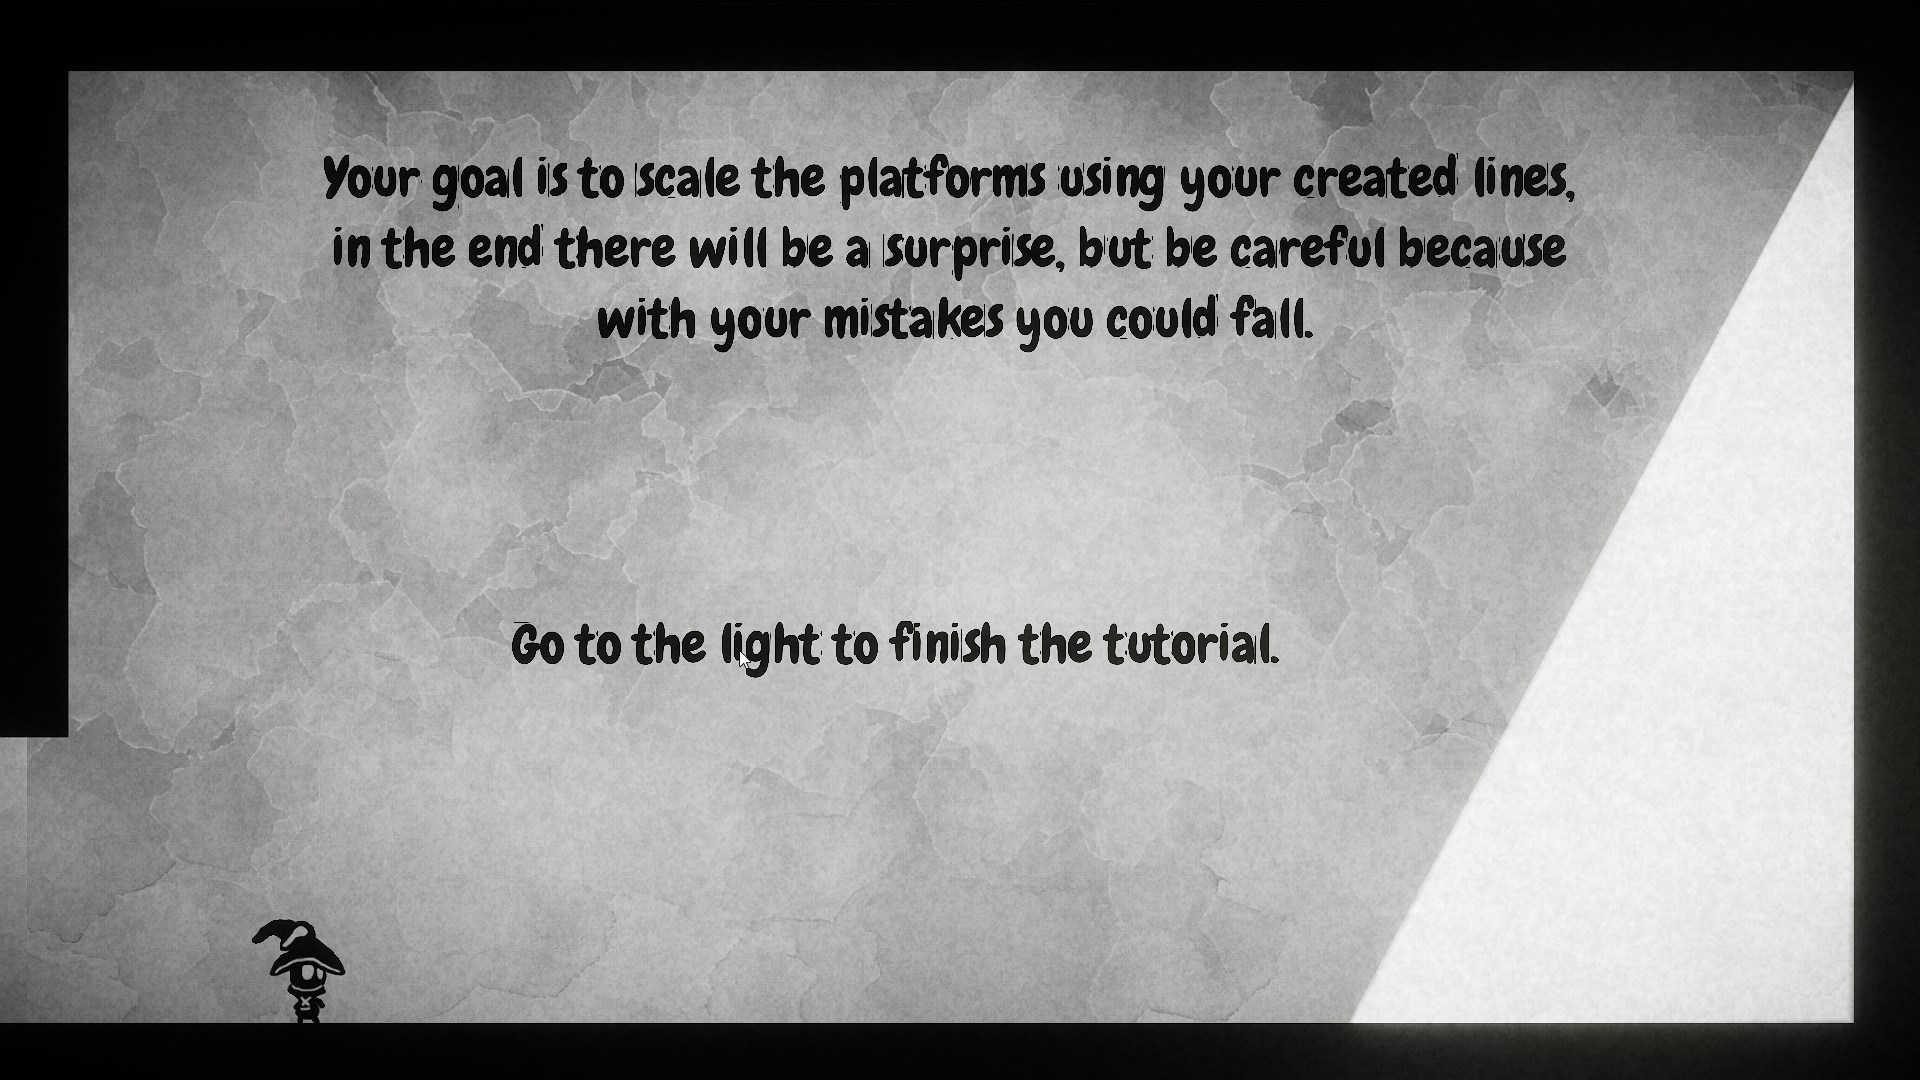 Your goal is to scale the platforms using your created lines,
in the end there will be a surprise, but be careful because
with your mistakes you could fall.
Go to the light to finish the tutorial.